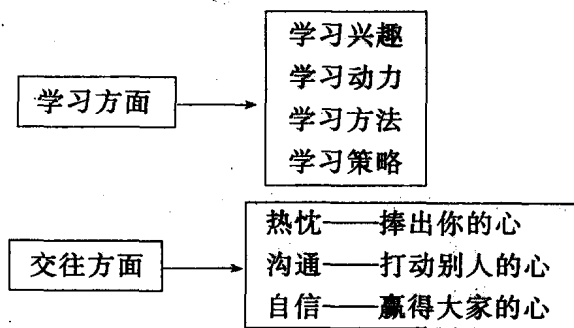 学习方面
学习兴趣
学习动力
学习方法
学习策略
交往方面
热忱——捧出你的心
沟通——打动别人的心
自信——赢得大家的心